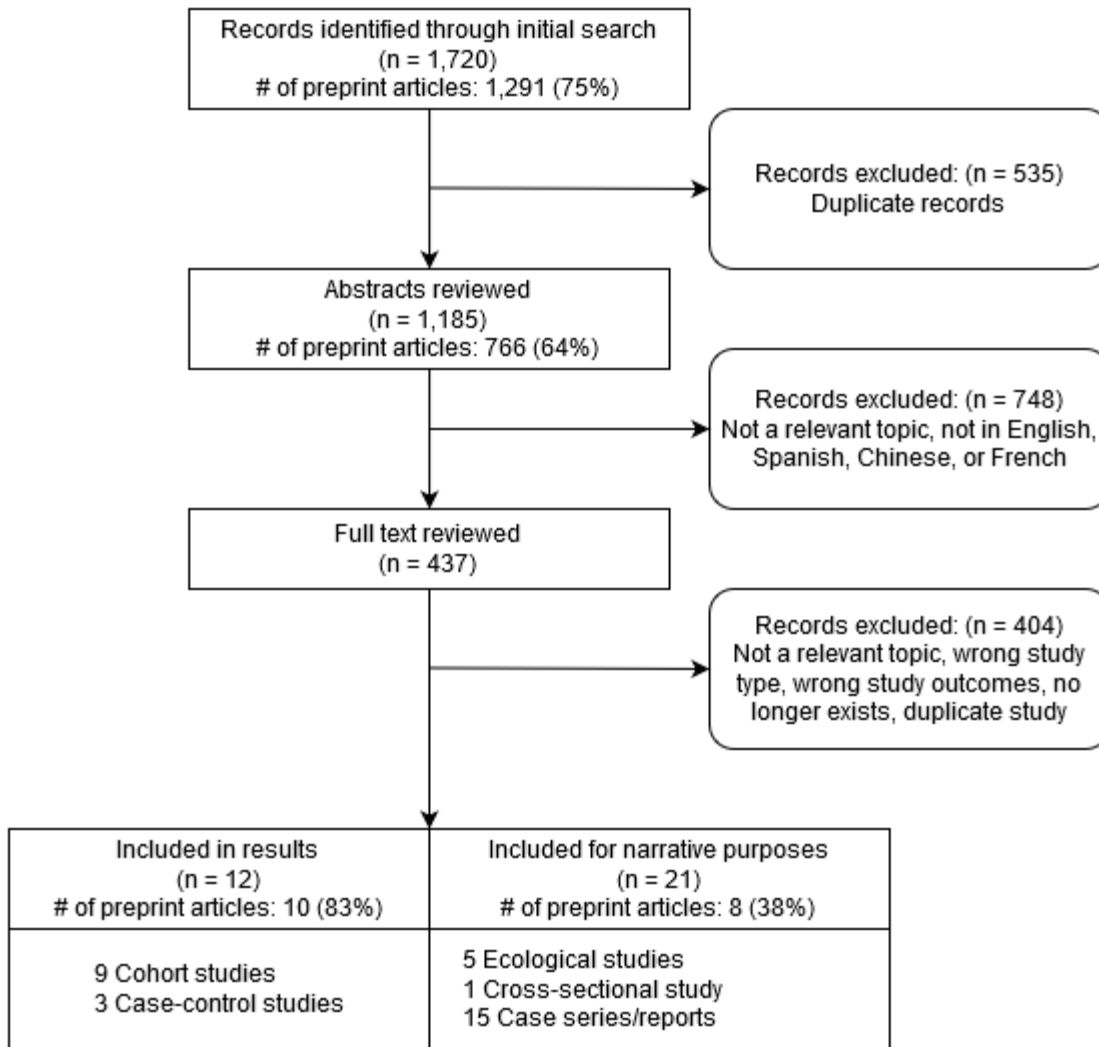 Records identified through initial search
(n = 1,720)
# of preprint articles: 1,291 (75%)
Records excluded: (n = 535)
Duplicate records
Abstracts reviewed
(n = 1,185)
# of preprint articles: 766 (64%)
Records excluded: (n = 748)
Not a relevant topic, not in English,
Spanish, Chinese, or French
Full text reviewed
(n = 437)
Records excluded: (n = 404)
Not a relevant topic, wrong study
type, wrong study outcomes, no
longer exists, duplicate study
Included in results
(n = 12)
# of preprint articles: 10 (83%)
Included for narrative purposes
(n = 21)
# of preprint articles: 8 (38%)
9 Cohort studies
3 Case-control studies
5 Ecological studies
1 Cross-sectional study
15 Case series/reports